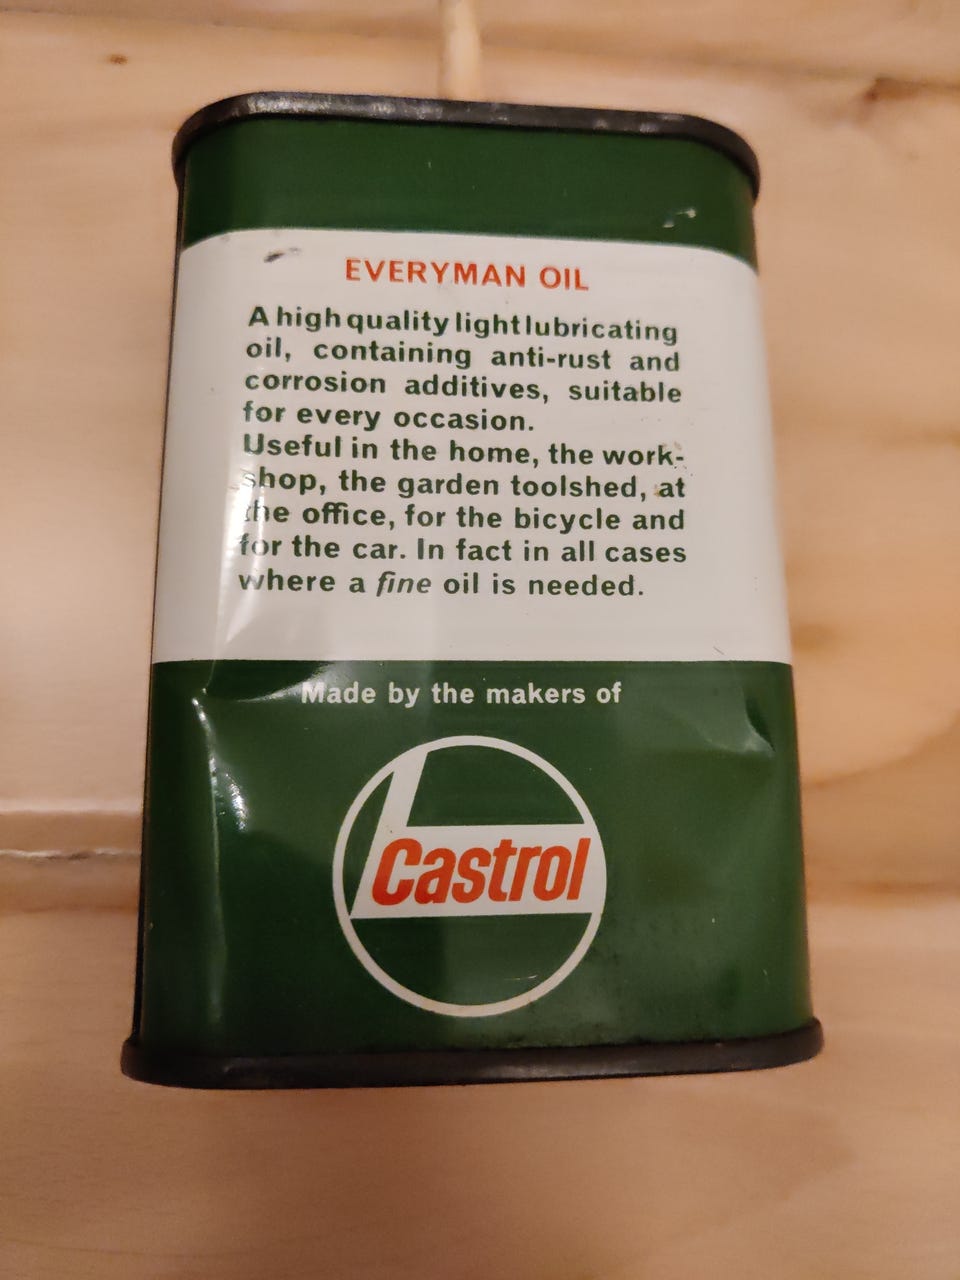 EVERYMAN OIL
A high quality light lubricating
oil, containing anti-rust and
corrosion additives, suitable
for every occasion.
Useful in the home, the work-
shop, the garden toolshed, at
the office, for the bicycle and
for the car. In fact in all cases
where a fine oil is needed.
Made by the makers of
Castrol